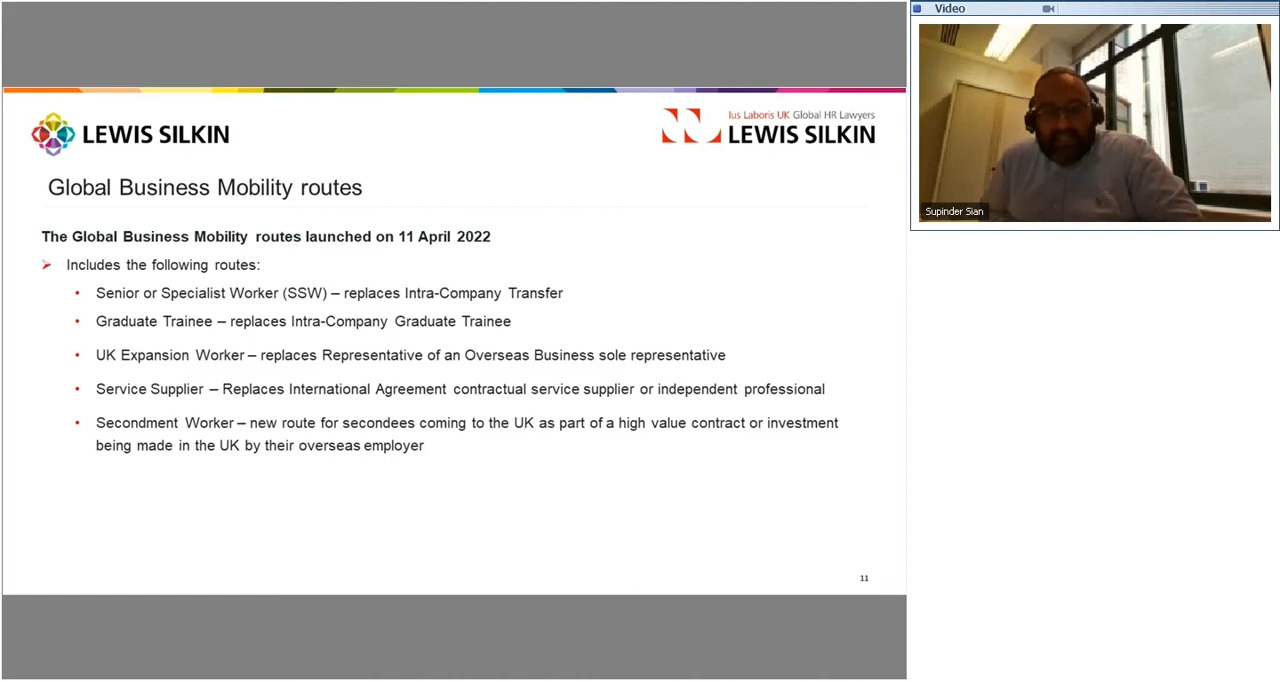 Video
LEWIS SILKIN
Ius Laboris UK Global HR Lawyers
LEWIS SILKIN
Global Business Mobility routes
The Global Business Mobility routes launched on 11 April 2022
Includes the following routes:
Senior or Specialist Worker (SSW) – replaces Intra-Company Transfer
Graduate Trainee – replaces Intra-Company Graduate Trainee
UK Expansion Worker – replaces Representative of an Overseas Business sole representative
Service Supplier – Replaces International Agreement contractual service supplier or independent professional
Secondment Worker – new route for secondees coming to the UK as part of a high value contract or investment
being made in the UK by their overseas employer
11
Supinder Sian